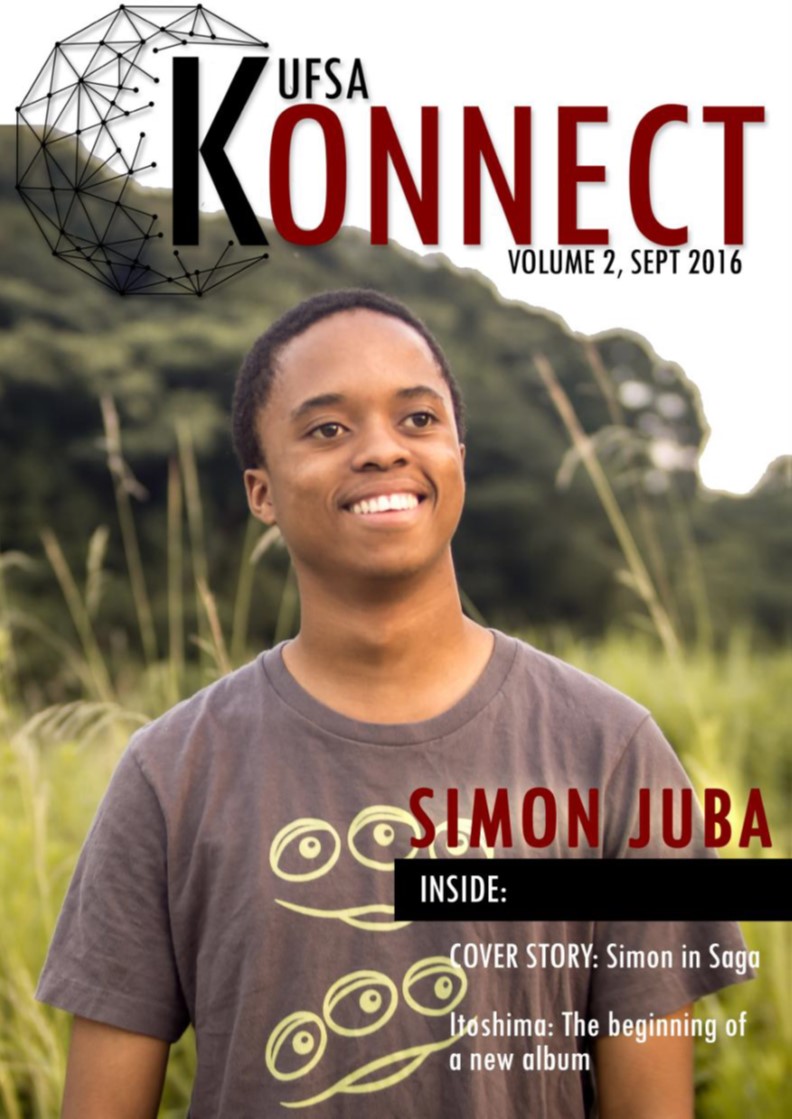 KUFSA
KONNECT
VOLUME 2, SEPT 2016
SIMON JUBA
INSIDE:
COVER STORY: Simon in Saga
Itoshima: The beginning of
a new album